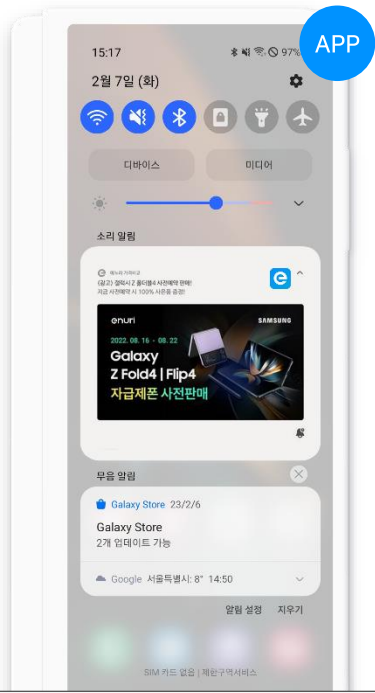 APP
15:17
97%
2월 7일 (화)
디바이스
미디어
소리 알림
에누리 가격비교
(광고) 갤럭시 Z 폴더블4 사전예약 판매!
자급 사전예약 시 100% 사은품 증정!
enuri
SAMSUNG
2022. 08. 16 - 08. 22
Galaxy
Z Fold4 | Flip4
자급제폰 사전판매
무음 알림
Galaxy Store 23/2/6
Galaxy Store
2개 업데이트 가능
Google 서울특별시: 8° 14:50
알림 설정
지우기
SIM 카드 없음 | 제한구역서비스